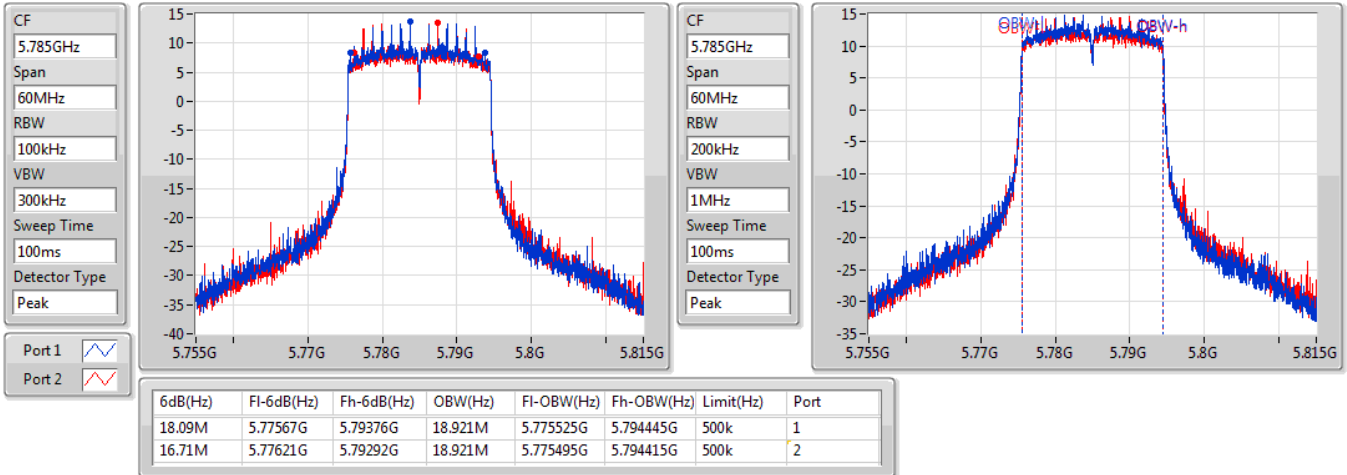 CF
5.785GHz
Span
60MHz
RBW
100kHz
VBW
300kHz
Sweep Time
100ms
Detector Type
Peak
Port 1
Port 2
15-
10-
5-
0-
-5-
-10-
-15-
-20-
-25-
-30-
-35-
-40-
5.755G 5.77G 5.78G 5.79G 5.8G 5.815G
CF
5.785GHz
Span
60MHz
RBW
200kHz
VBW
1MHz
Sweep Time
100ms
Detector Type
Peak
15-
10-
5-
0-
-5-
-10-
-15-
-20-
-25-
-30-
-35-
OBW-h
5.755G 5.77G 5.78G 5.79G 5.8G 5.815G
6dB(Hz) Fl-6dB(Hz) Fh-6dB(Hz) OBW(Hz) Fl-OBW(Hz) Fh-OBW(Hz) Limit(Hz) Port
18.09M 5.77567G 5.79376G 18.921M 5.775525G 5.794445G 500k 1
16.71M 5.77621G 5.79292G 18.921M 5.775495G 5.794415G 500k 2